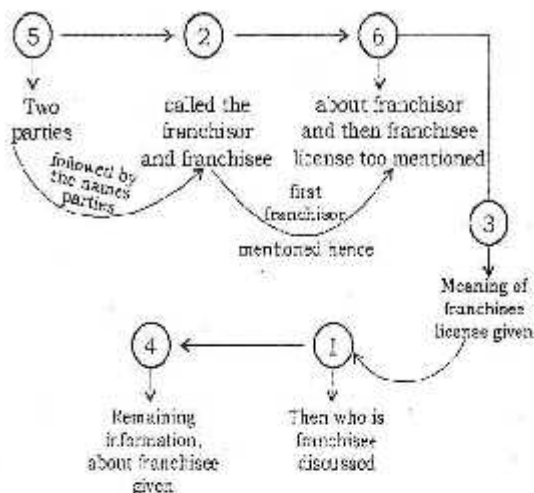 5
2
6
Two
parties
called the
franchisor
and franchisee
about franchisor
and then franchisee
license too mentioned
followed by
the names
parties
first
franchisor
mentioned hence
3
Meaning of
franchisee
license given
4
1
Remaining
information,
about franchisee
given
Then who is
franchisee
discussed